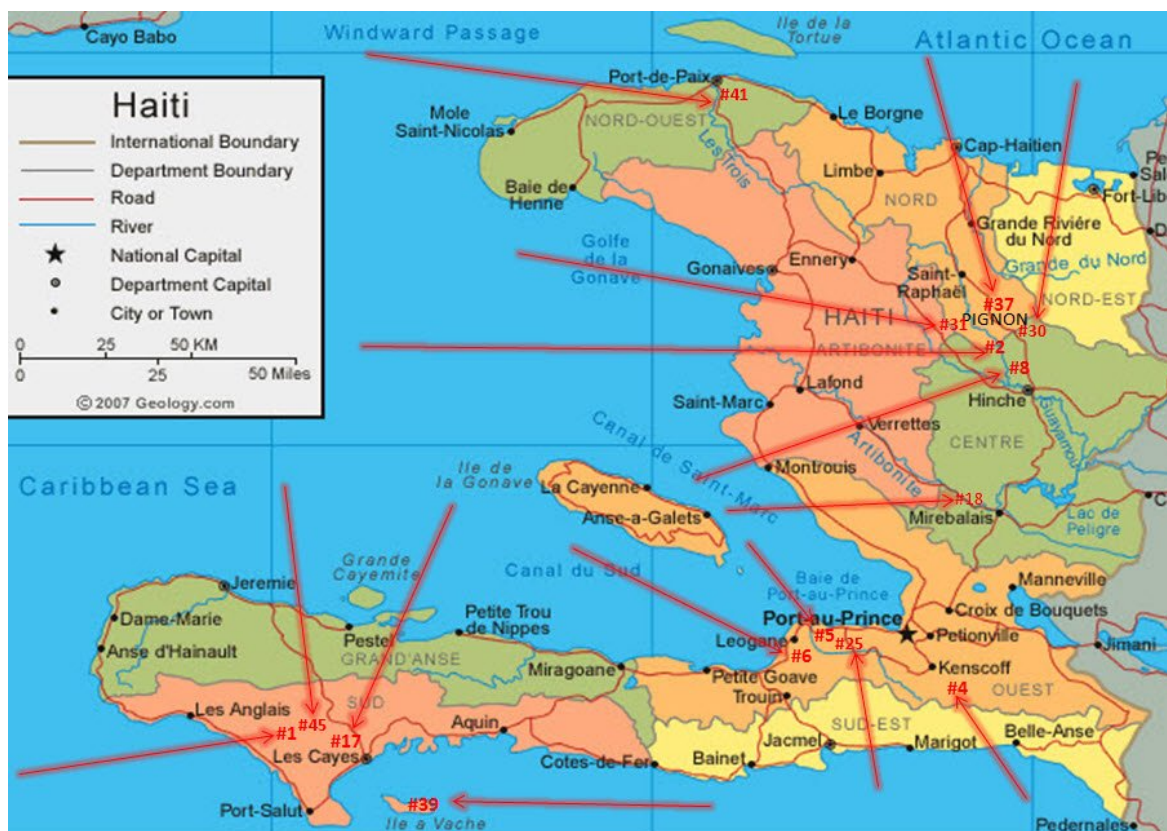 Cayo Babo
Windward Passage
Ile de la
Tortue
Atlantic Ocean
Haiti
International Boundary
Department Boundary
Road
River
National Capital
Department Capital
City or Town
0 25 50 KM
0 25 50 Miles
© 2007 Geology.com
Port-de-Paix
#41
Mole
Saint-Nicolas
NORD-OUEST
Les Trois
Le Borgne
Cap-Haitien
Baie de
Henne
Limbe
Fort-Lib
NORD
Grande Riviére
du Nord
Golfe
de la
Gonave
Gonaives
Ennery
Saint-
Raphaël
Grande du Nord
NORD-EST
#37
HAITI
#31
PIGNON
#30
ARTIBONITE
#2
#8
Lafond
Hinche
Saint-Marc
Verrettes
Guayamou
CENTRE
Canal de Saint-Marc
Artibonite
Montrouis
Caribbean Sea
Ile de
la Gonave
La Cayenne
Anse-a-Galets
#18
Mirebalais
Lac de
Peligre
Grande
Cayemite
Canal du Sud
Baie de
Port-au-Prince
Manneville
Jeremie
Croix de Bouquets
Dame-Marie
Pestel
Petite Trou
de Nippes
Port-au-Prince
Leogane
#5
#25
Petionville
Jimani
Anse d'Hainault
GRAND'ANSE
Miragoane
#6
Petite Goave
Kenscoff
Trouin
#4
OUEST
SUD
Les Anglais
#1
#45
#17
Aquin
SUD-EST
Les Cayes
Cotes-de-Fer
Bainet
Jacmel
Marigot
Belle-Anse
Port-Salut
#39
Ile a Vache
Pedernales